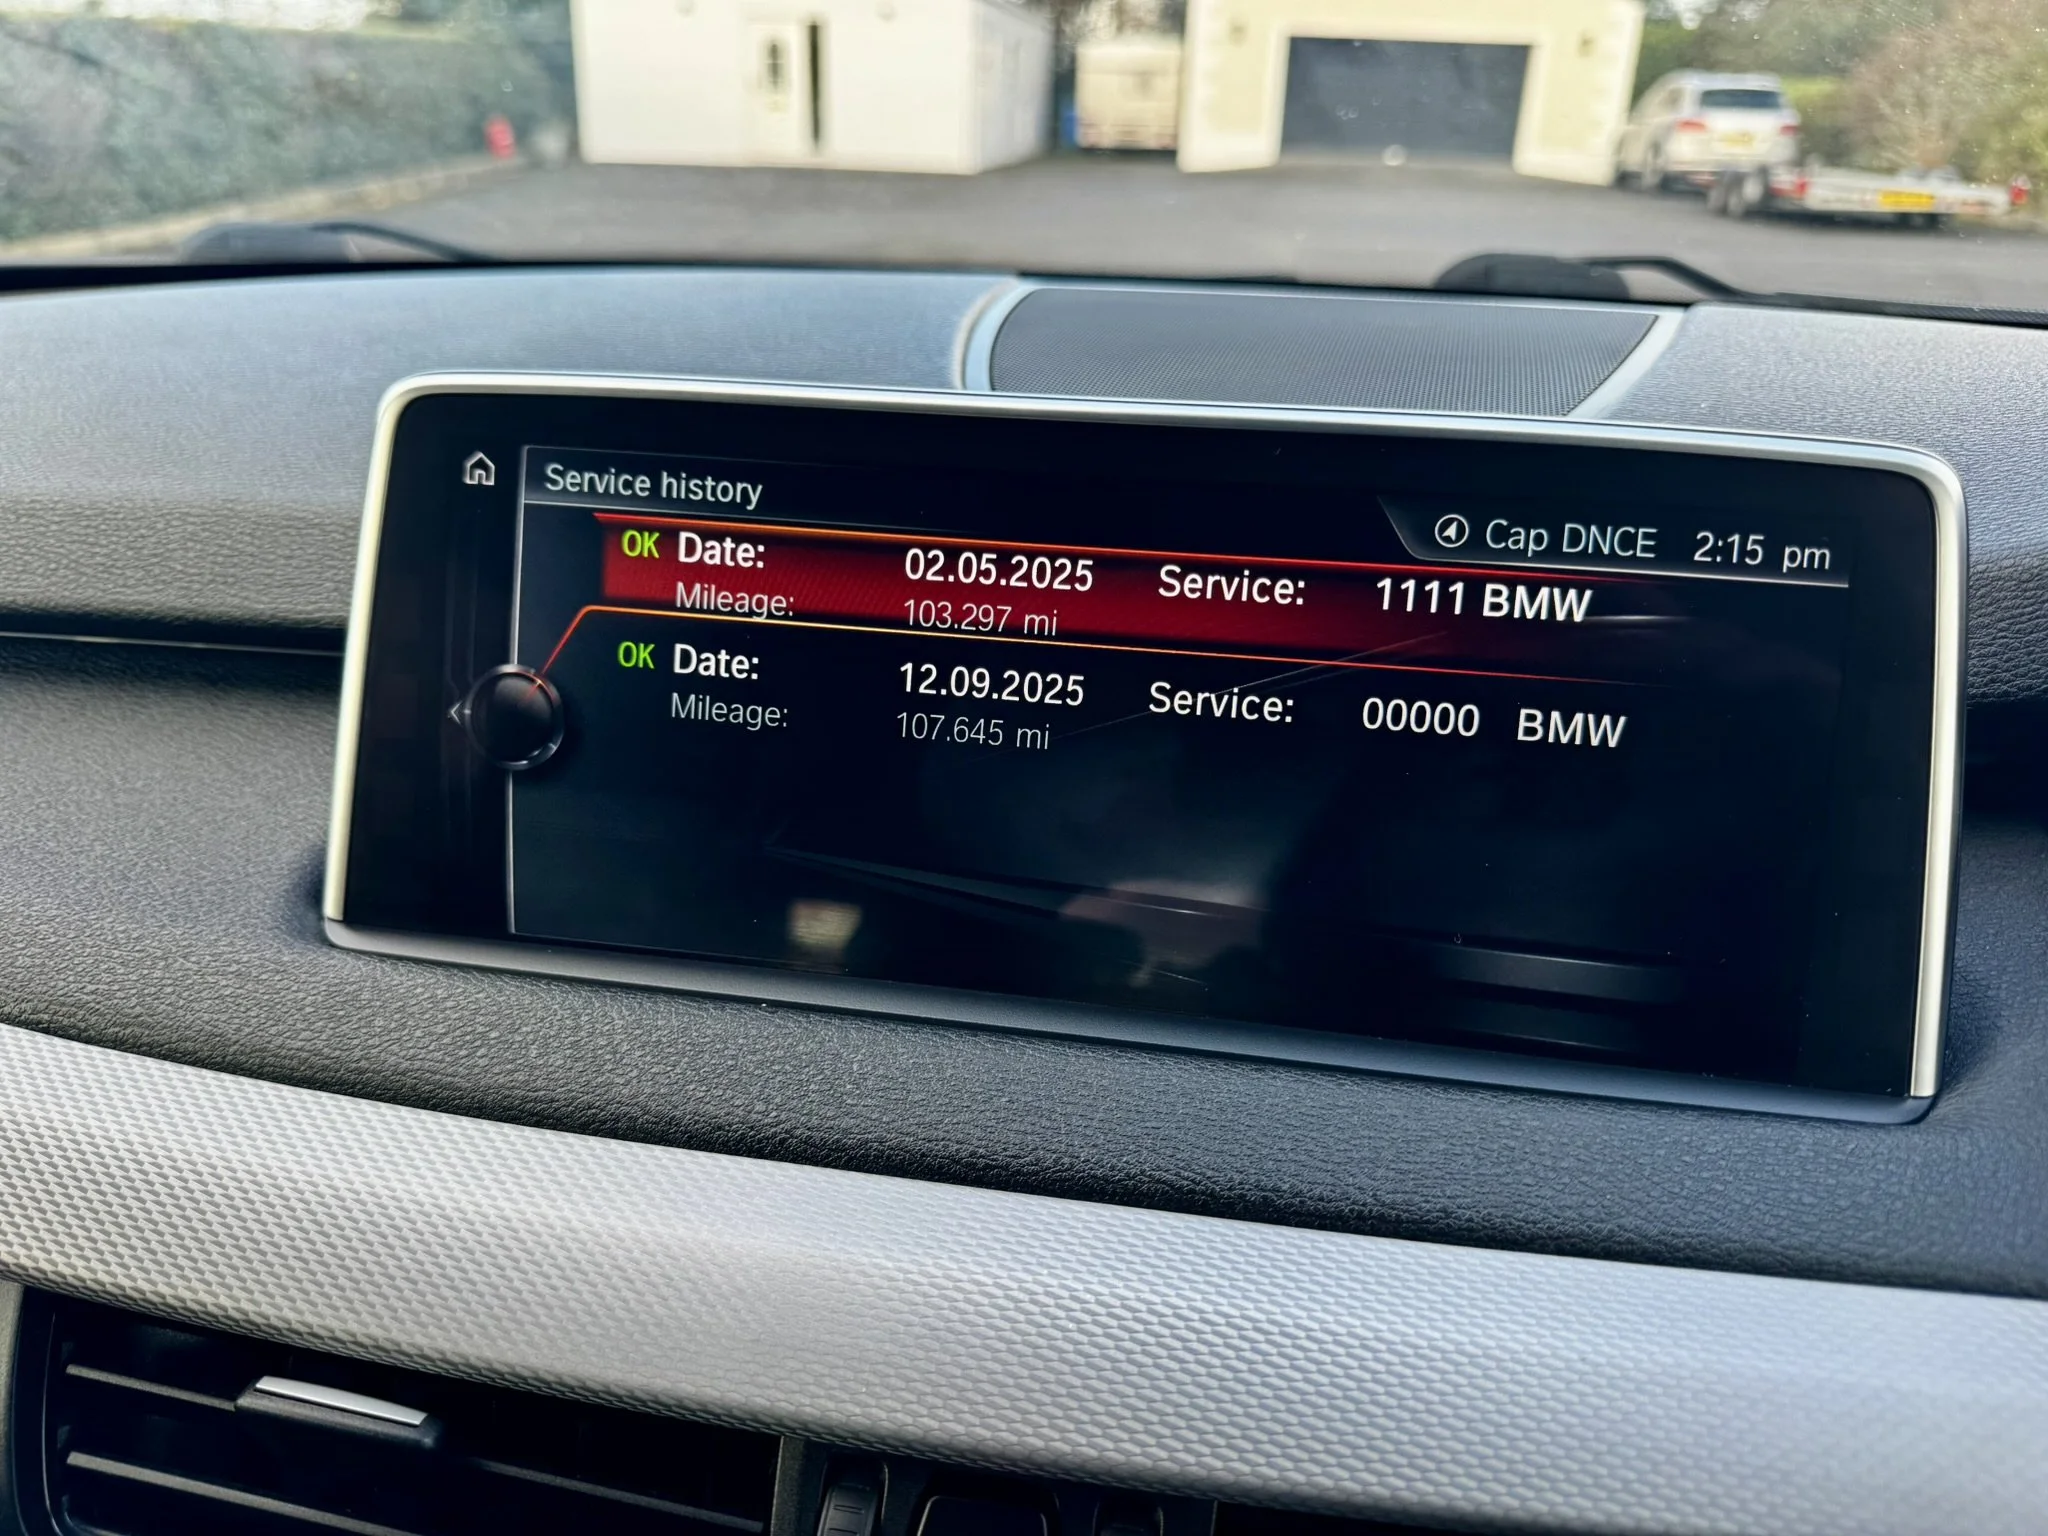 Service history
Cap DNCE 2:15 pm
OK Date: 02.05.2025 Service: 1111 BMW
Mileage: 103.297 mi
OK Date: 12.09.2025 Service: 00000 BMW
Mileage: 107.645 mi